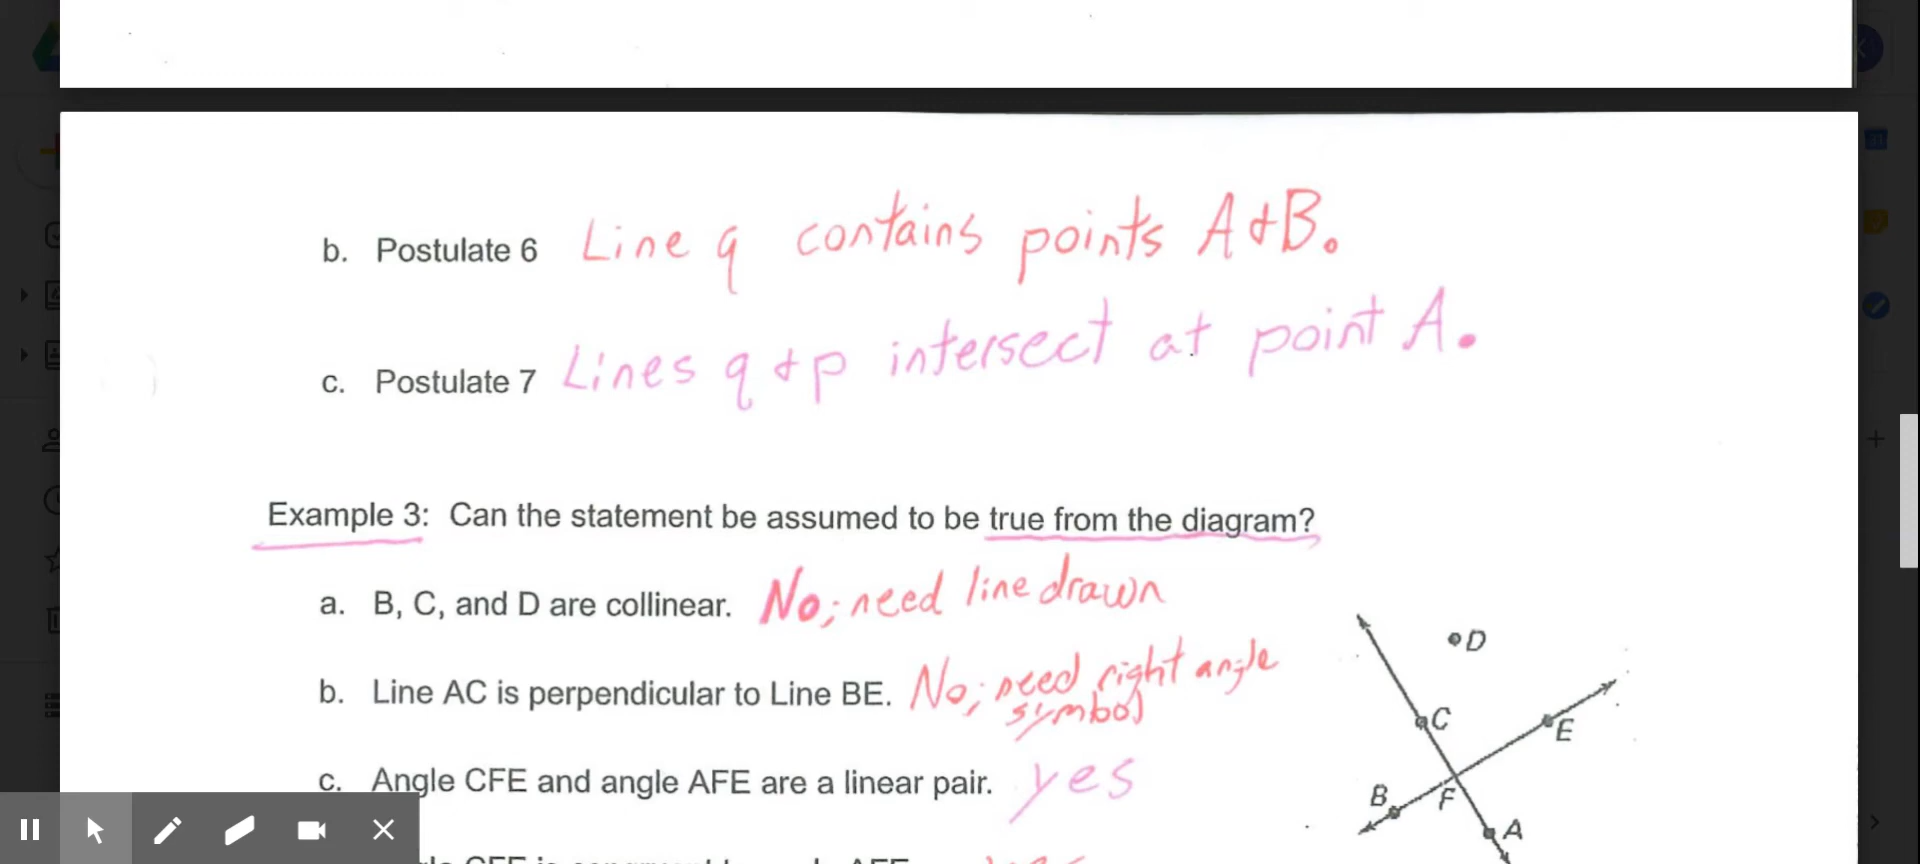 b. Postulate 6 Line q contains points A & B.
c. Postulate 7 Lines q & p intersect at point A.
Example 3: Can the statement be assumed to be true from the diagram?
a. B, C, and D are collinear. No; need line drawn
b. Line AC is perpendicular to Line BE. No; need right angle
symbol
c. Angle CFE and angle AFE are a linear pair. yes
D
C
E
B
F
A